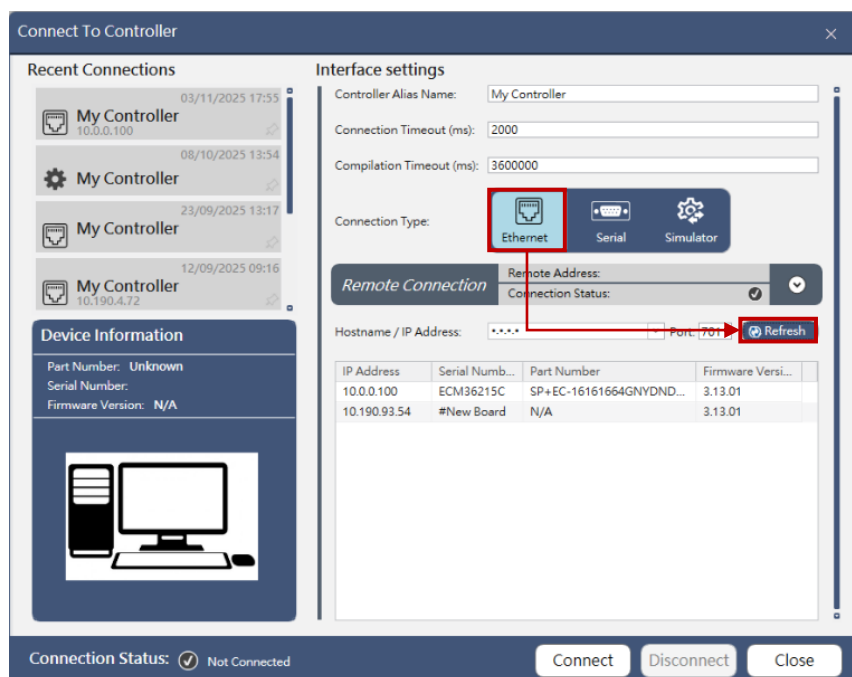 Connect To Controller
Recent Connections
03/11/2025 17:55
My Controller
10.0.0.100
08/10/2025 13:54
My Controller
23/09/2025 13:17
My Controller
12/09/2025 09:16
My Controller
10.190.4.72
Device Information
Part Number: Unknown
Serial Number:
Firmware Version: N/A
Interface settings
Controller Alias Name: My Controller
Connection Timeout (ms): 2000
Compilation Timeout (ms): 3600000
Connection Type:
Ethernet Serial Simulator
Remote Connection
Remote Address:
Connection Status:
Hostname / IP Address: *.*.*.* Port: 701 Refresh
IP Address Serial Numb... Part Number Firmware Versi...
10.0.0.100 ECM36215C SP+EC-16161664GNYDND... 3.13.01
10.190.93.54 #New Board N/A 3.13.01
Connection Status: Not Connected
Connect Disconnect Close